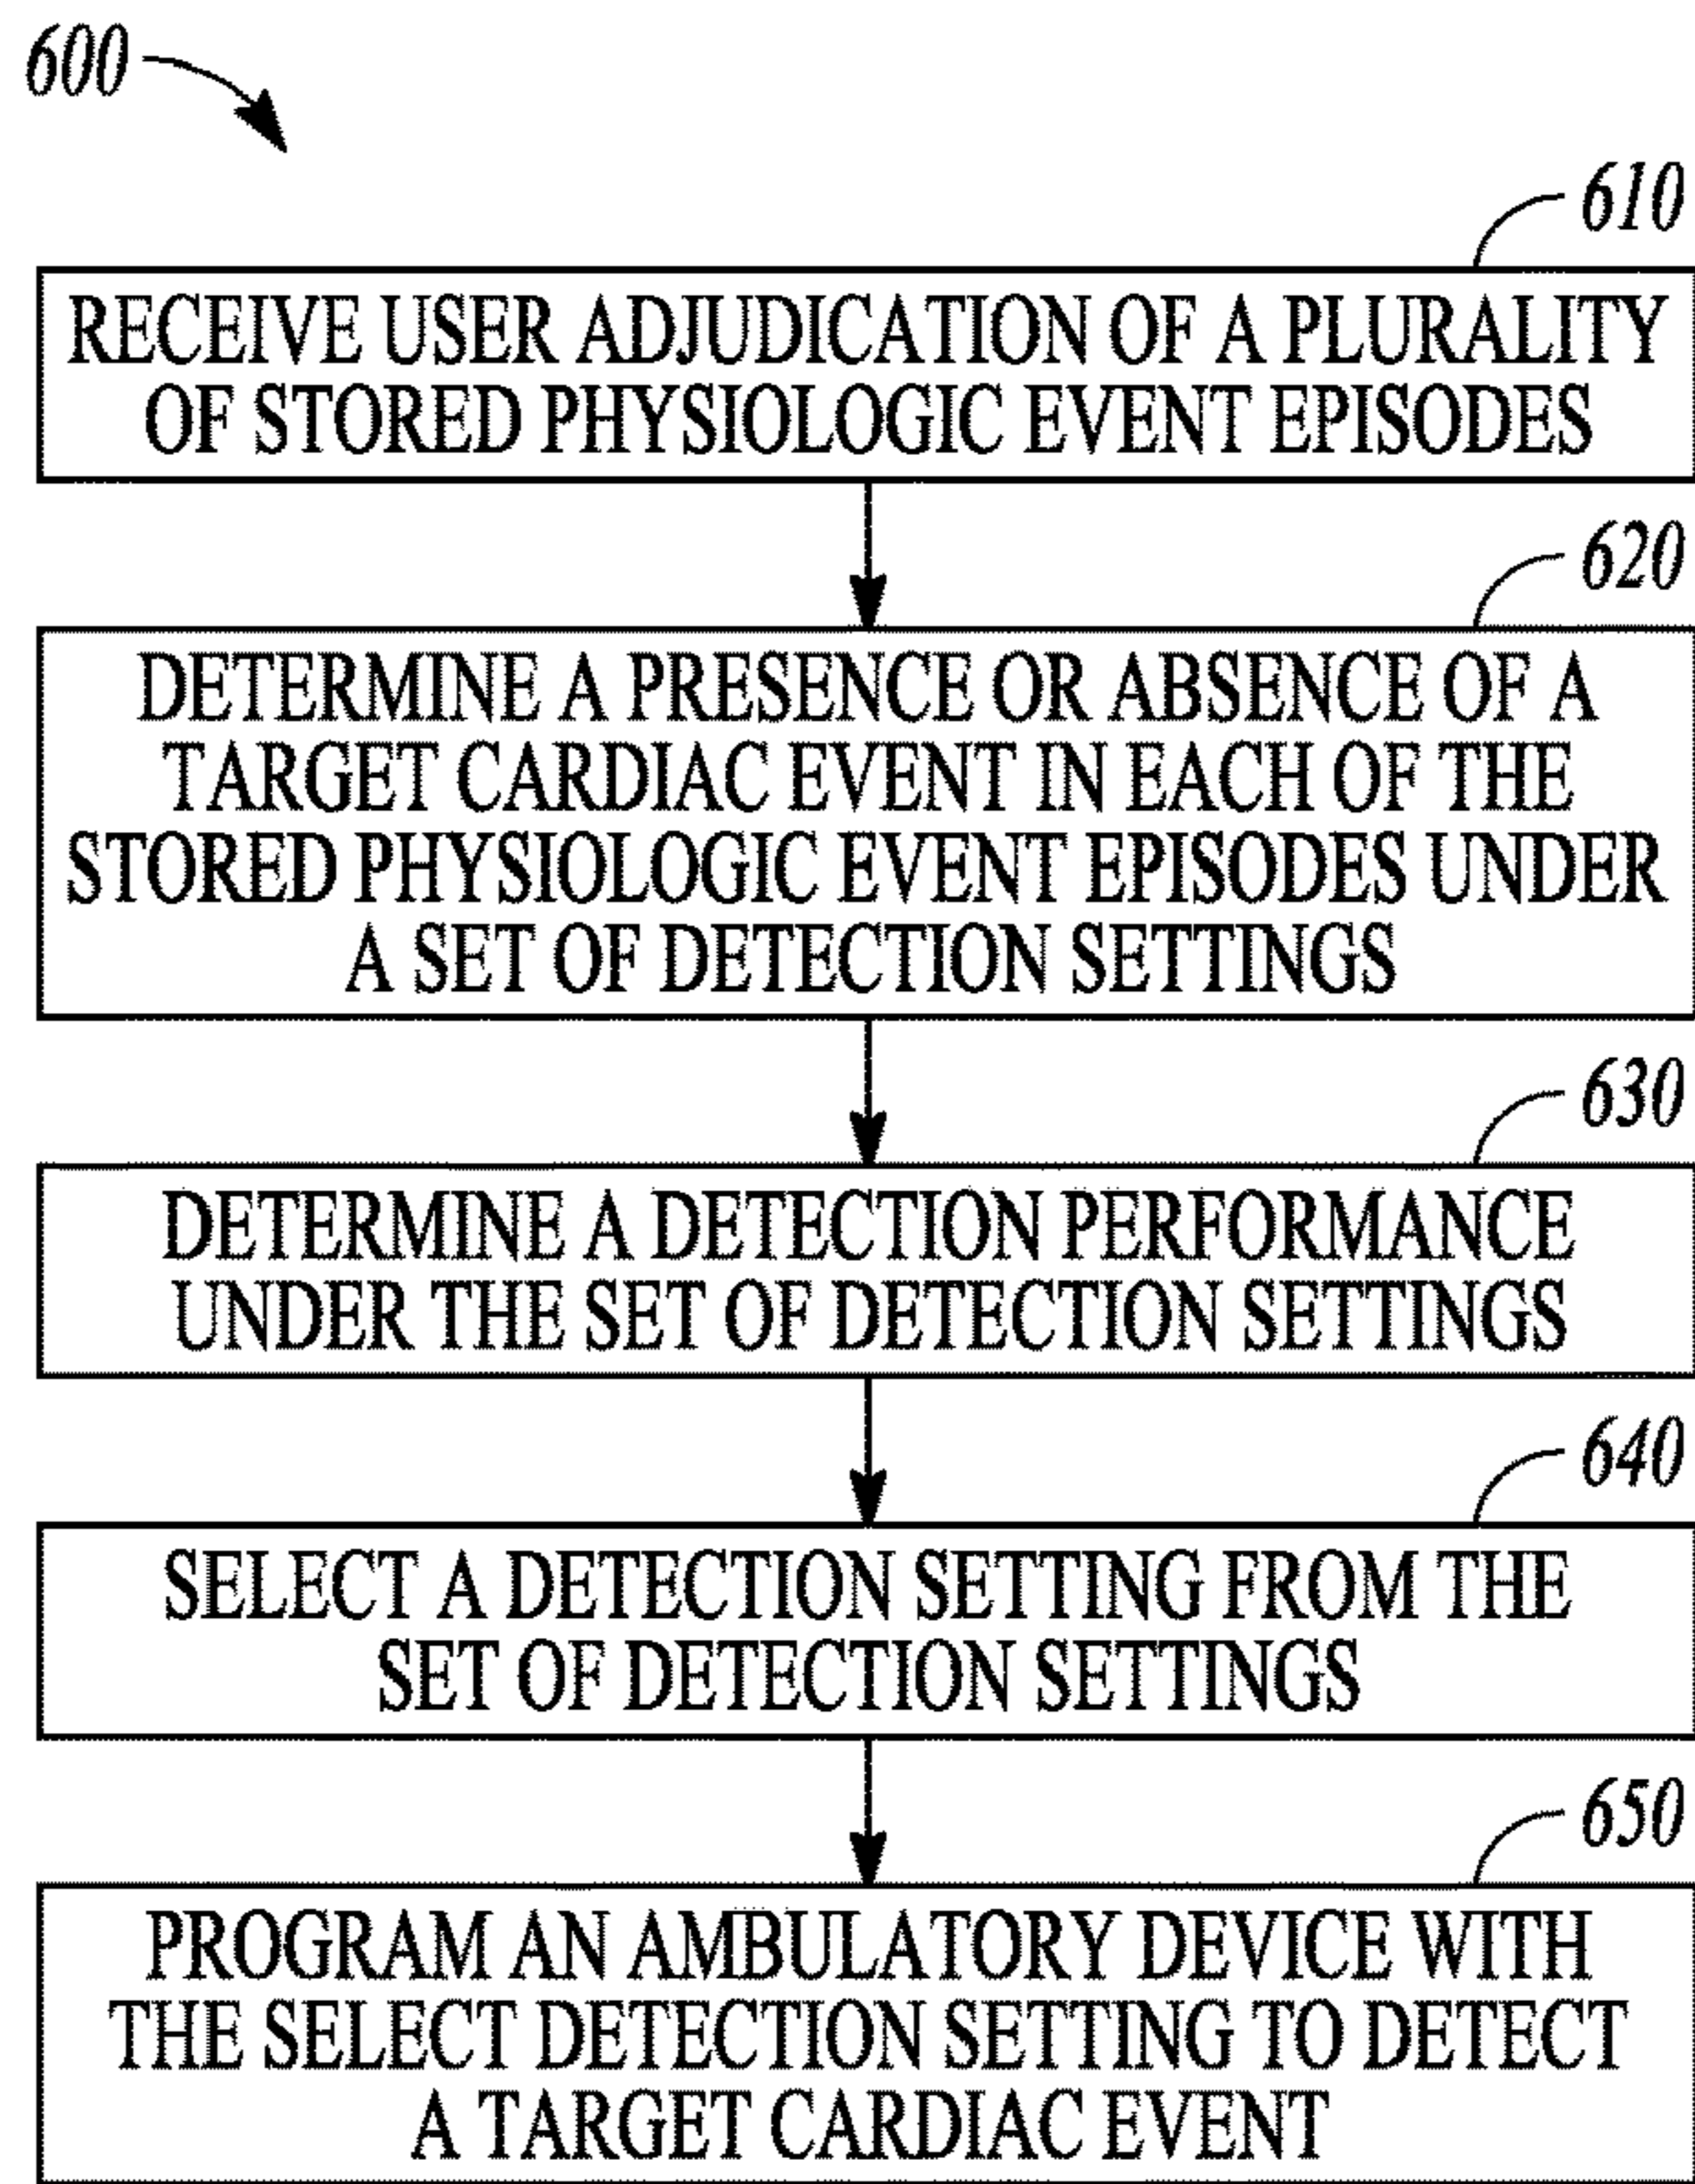 600
610
RECEIVE USER ADJUDICATION OF A PLURALITY
OF STORED PHYSIOLOGIC EVENT EPISODES
620
DETERMINE A PRESENCE OR ABSENCE OF A
TARGET CARDIAC EVENT IN EACH OF THE
STORED PHYSIOLOGIC EVENT EPISODES UNDER
A SET OF DETECTION SETTINGS
630
DETERMINE A DETECTION PERFORMANCE
UNDER THE SET OF DETECTION SETTINGS
640
SELECT A DETECTION SETTING FROM THE
SET OF DETECTION SETTINGS
650
PROGRAM AN AMBULATORY DEVICE WITH
THE SELECT DETECTION SETTING TO DETECT
A TARGET CARDIAC EVENT